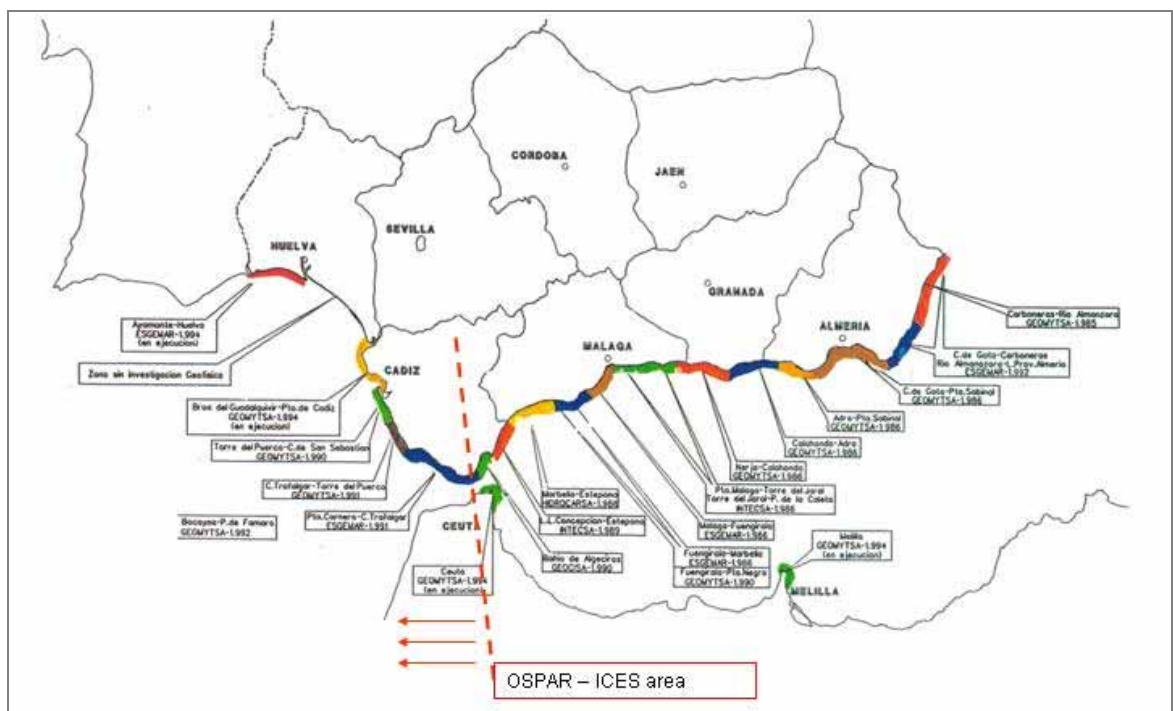 CORDOBA
JAEN
SEVILLA
HUELVA
GRANADA
ALMERIA
MALAGA
CADIZ
CEUTA
MELILLA
Ayamonte-Huelva
ESGEMAR-1.994
(en ejecucion)
Zona sin investigacion Geofisica
Broa. del Guadalquivir-Pto.de Cadiz
GEOMYTSA-1.994
(en ejecucion)
Torre del Puerco-C.de San Sebastian
GEOMYTSA-1.990
C.Trafalgar-Torre del Puerco
GEOMYTSA-1.991
Pta.Carnero-C.Trafalgar
ESGEMAR-1.991
Bocayna-P.de Famara
GEOMYTSA-1.992
Ceuta
GEOMYTSA-1.994
(en ejecucion)
Bahia de Algeciras
GEOCISA-1.990
L.L.Concepcion-Estepona
INTECSA-1.989
Marbella-Estepona
HIDROCARSA-1.986
Fuengirola-Marbella
ESGEMAR-1.986
Fuengirola-Pta.Negra
GEOMYTSA-1.990
Malaga-Fuengirola
ESGEMAR-1.986
Pto.Malaga-Torre del Jaral
Torre del Jaral-P. de la Caleta
INTECSA-1.986
Nerja-Calahonda
GEOMYTSA-1.986
Calahonda-Adra
GEOMYTSA-1.986
Adra-Pta.Sabinal
GEOMYTSA-1.986
C.de Gata-Pta.Sabinal
GEOMYTSA-1.986
C.de Gata-Carboneras
Rio Almanzora-L.Prov.Almeria
ESGEMAR-1.992
Carboneras-Rio Almanzora
GEOMYTSA-1.985
Melilla
GEOMYTSA-1.994
(en ejecucion)
OSPAR – ICES area